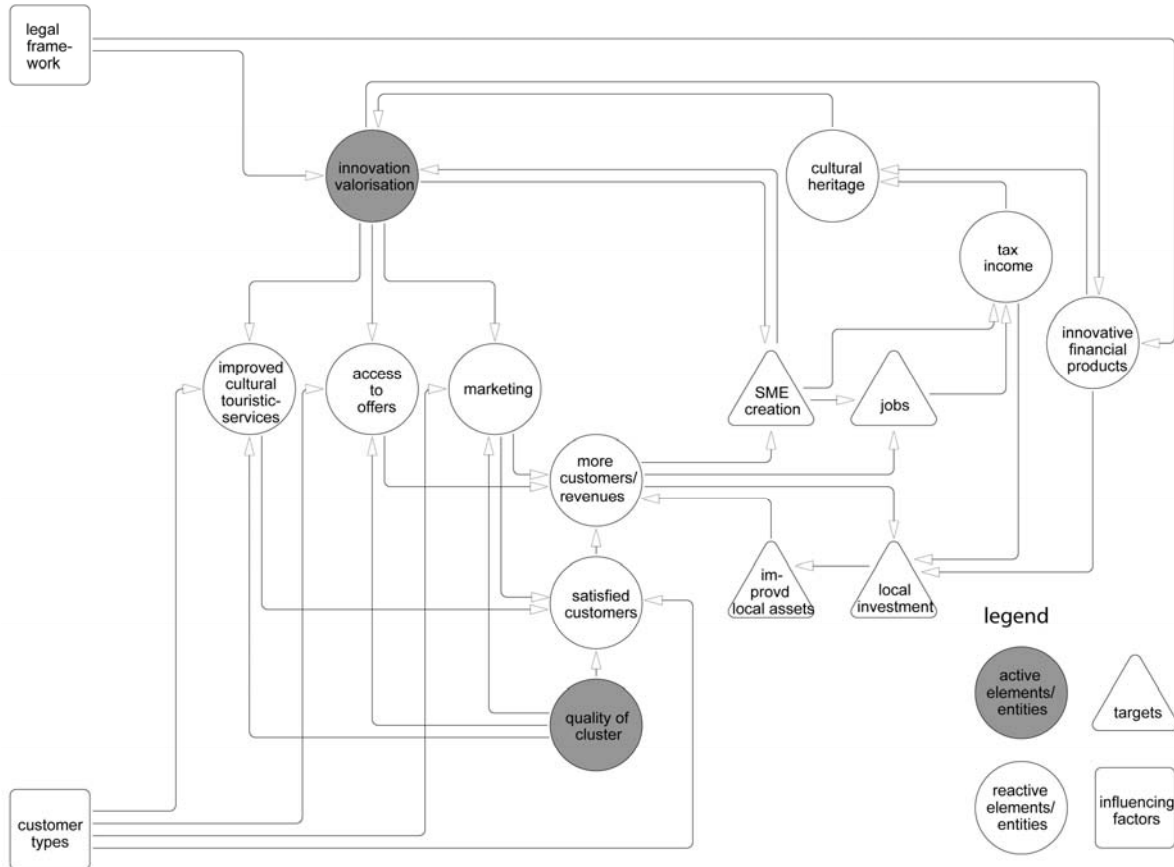 legal
frame-
work
innovation
valorisation
cultural
heritage
tax
income
innovative
financial
products
improved
cultural
touristic-
services
access
to
offers
marketing
SME
creation
jobs
more
customers/
revenues
satisfied
customers
im-
provd
local assets
local
investment
quality of
cluster
customer
types
legend
active
elements/
entities
targets
reactive
elements/
entities
influencing
factors